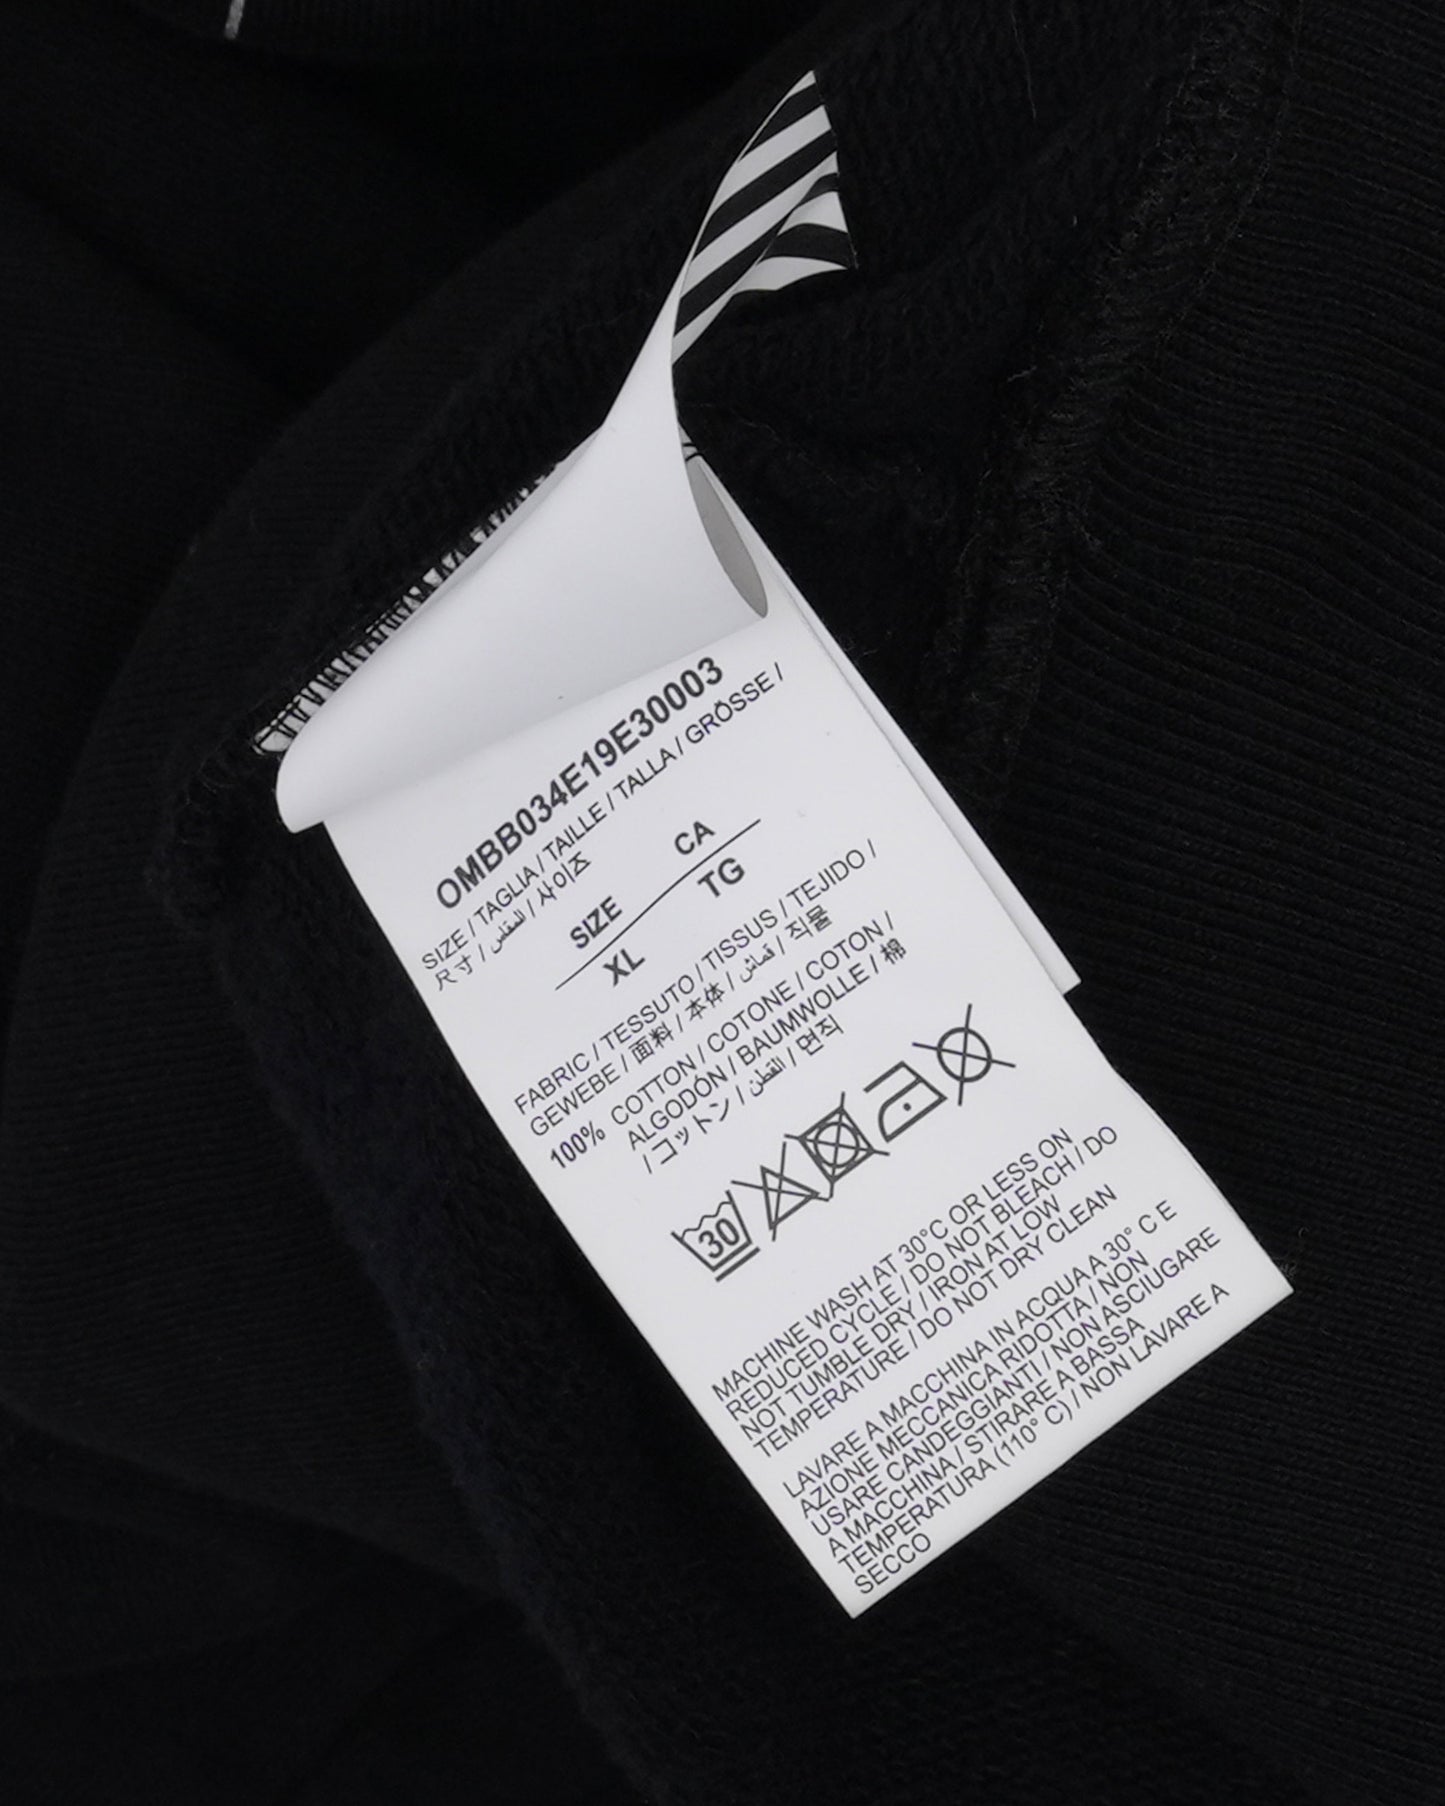 OMBB034E19E30003
SIZE / TAGLIA / TAILLE / TALLA / GRÖSSE /
尺寸 / المقاس / 사이즈
SIZE CA
XL TG
FABRIC / TESSUTO / TISSUS / TEJIDO /
GEWEBE / 面料 / 本体 / قماش / 직물
100% COTTON / COTONE / COTON /
ALGODÓN / BAUMWOLLE / 棉
/ コットン / القطن / 면직
30
MACHINE WASH AT 30°C OR LESS ON
REDUCED CYCLE / DO NOT BLEACH / DO
NOT TUMBLE DRY / IRON AT LOW
TEMPERATURE / DO NOT DRY CLEAN
LAVARE A MACCHINA IN ACQUA A 30° C E
AZIONE MECCANICA RIDOTTA / NON
USARE CANDEGGIANTI / NON ASCIUGARE
A MACCHINA / STIRARE A BASSA
TEMPERATURA (110° C) / NON LAVARE A
SECCO